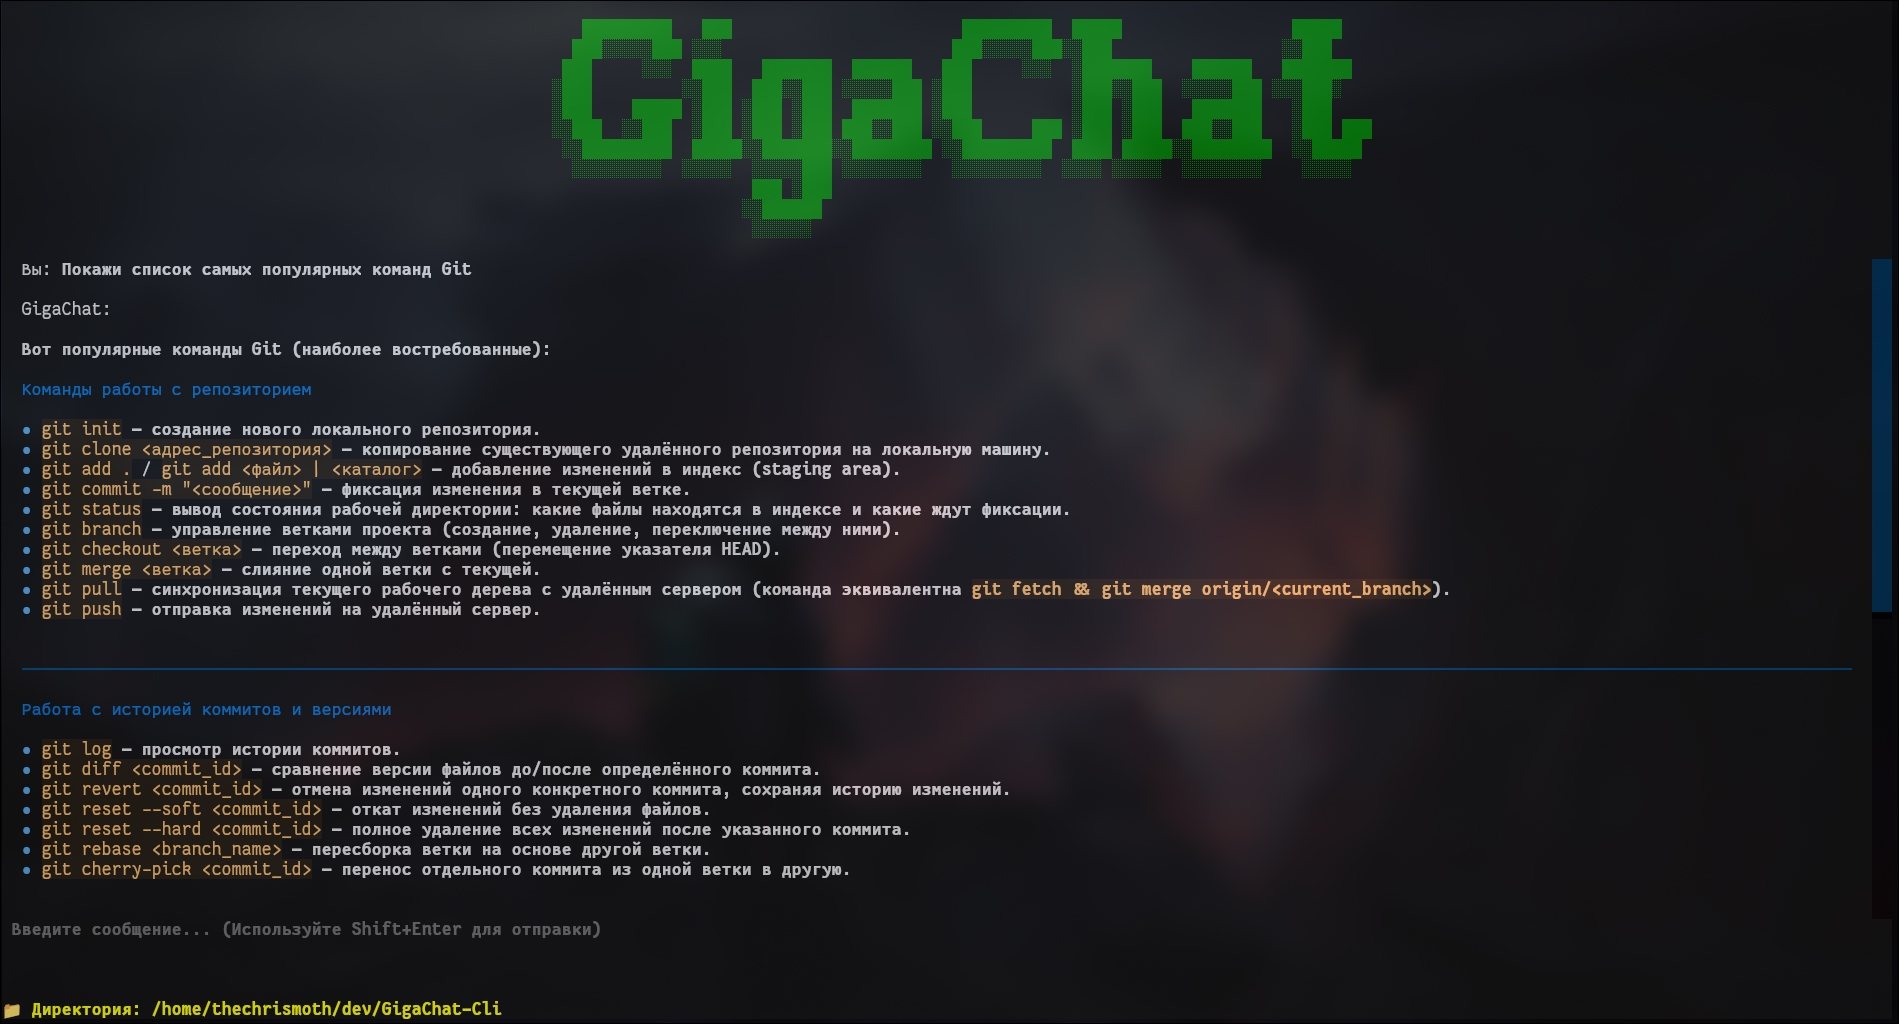 GigaChat
Вы: Покажи список самых популярных команд Git
GigaChat:
Вот популярные команды Git (наиболее востребованные):
Команды работы с репозиторием
• git init — создание нового локального репозитория.
• git clone <адрес_репозитория> — копирование существующего удалённого репозитория на локальную машину.
• git add . / git add <файл> | <каталог> — добавление изменений в индекс (staging area).
• git commit -m "<сообщение>" — фиксация изменения в текущей ветке.
• git status — вывод состояния рабочей директории: какие файлы находятся в индексе и какие ждут фиксации.
• git branch — управление ветками проекта (создание, удаление, переключение между ними).
• git checkout <ветка> — переход между ветками (перемещение указателя HEAD).
• git merge <ветка> — слияние одной ветки с текущей.
• git pull — синхронизация текущего рабочего дерева с удалённым сервером (команда эквивалентна git fetch && git merge origin/<current_branch>).
• git push — отправка изменений на удалённый сервер.
Работа с историей коммитов и версиями
• git log — просмотр истории коммитов.
• git diff <commit_id> — сравнение версии файлов до/после определённого коммита.
• git revert <commit_id> — отмена изменений одного конкретного коммита, сохраняя историю изменений.
• git reset --soft <commit_id> — откат изменений без удаления файлов.
• git reset --hard <commit_id> — полное удаление всех изменений после указанного коммита.
• git rebase <branch_name> — пересборка ветки на основе другой ветки.
• git cherry-pick <commit_id> — перенос отдельного коммита из одной ветки в другую.
Введите сообщение... (Используйте Shift+Enter для отправки)
📁 Директория: /home/thechrismoth/dev/GigaChat-Cli